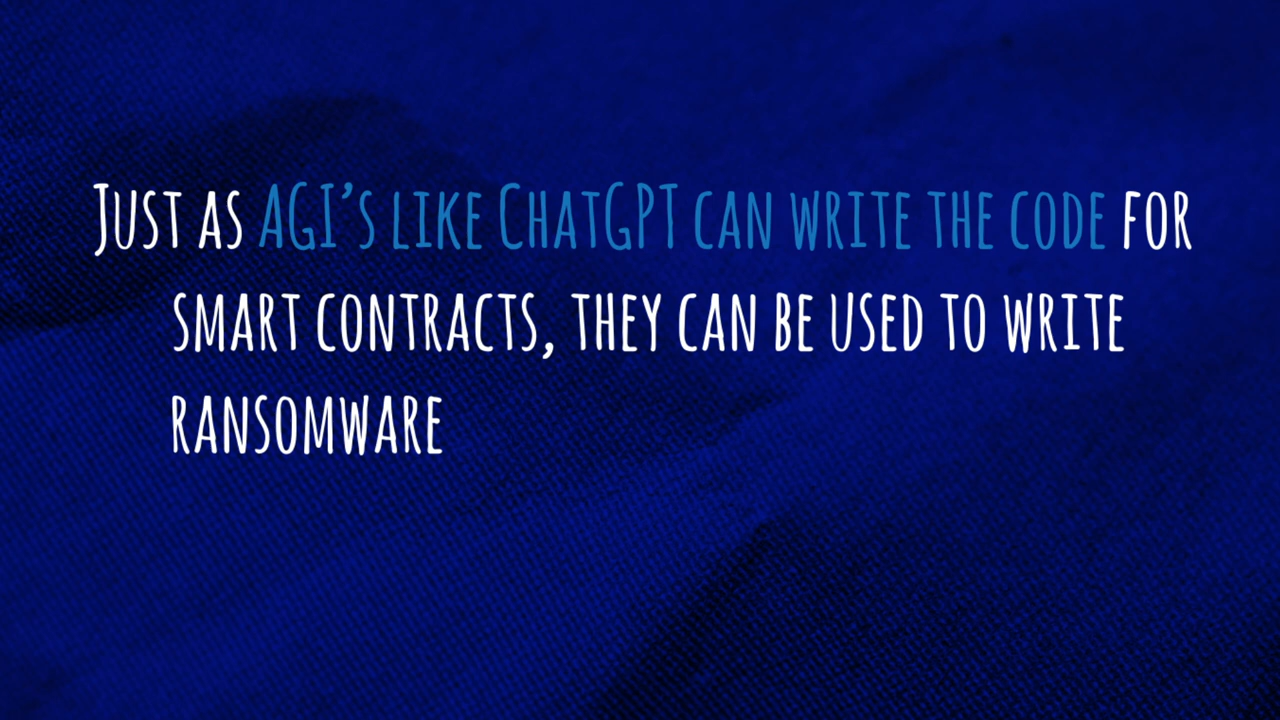 Just as AGI’s like ChatGPT can write the code for
smart contracts, they can be used to write
ransomware